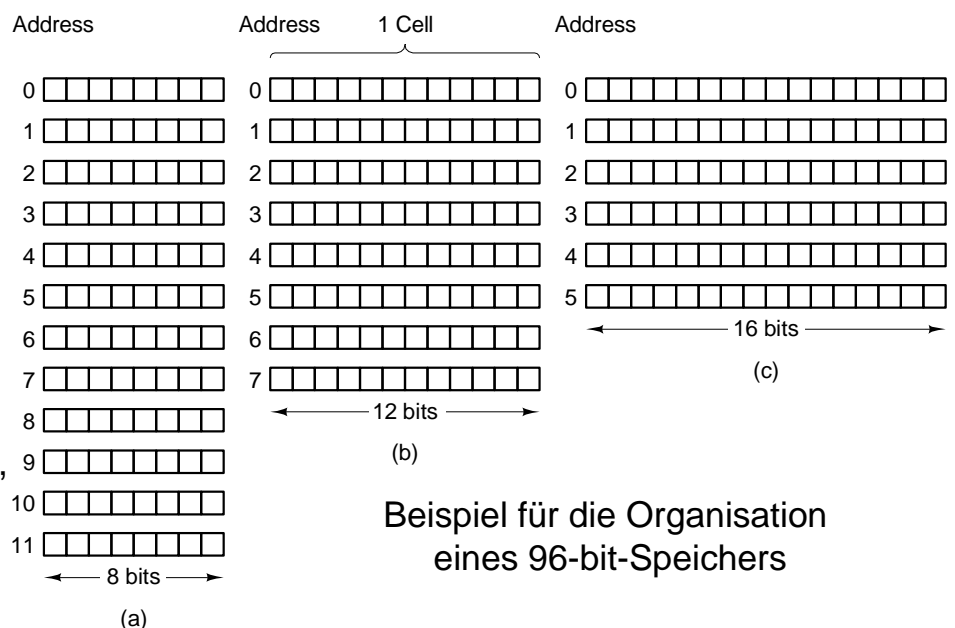 Address
0
1
2
3
4
5
6
7
8
,
9
10
11
8 bits
(a)
Address 1 Cell
0
1
2
3
4
5
6
7
12 bits
(b)
Address
0
1
2
3
4
5
16 bits
(c)
Beispiel für die Organisation
eines 96-bit-Speichers